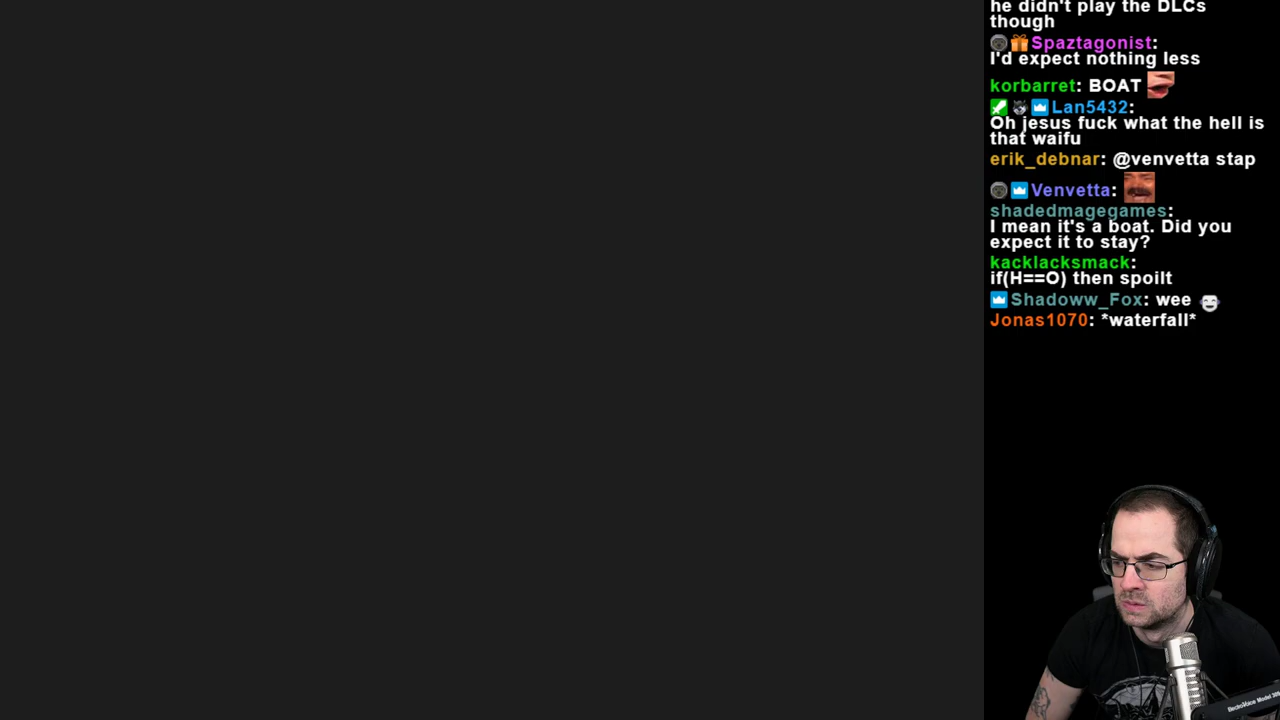 he didn't play the DLCs
though
Spaztagonist:
I'd expect nothing less
korbarret: BOAT
Lan5432:
Oh jesus fuck what the hell is
that waifu
erik_debnar: @venvetta stap
Venvetta:
shadedmagegames:
I mean it's a boat. Did you
expect it to stay?
kacklacksmack:
if(H==O) then spoilt
Shadoww_Fox: wee
Jonas1070: *waterfall*
ElectroVoice Model